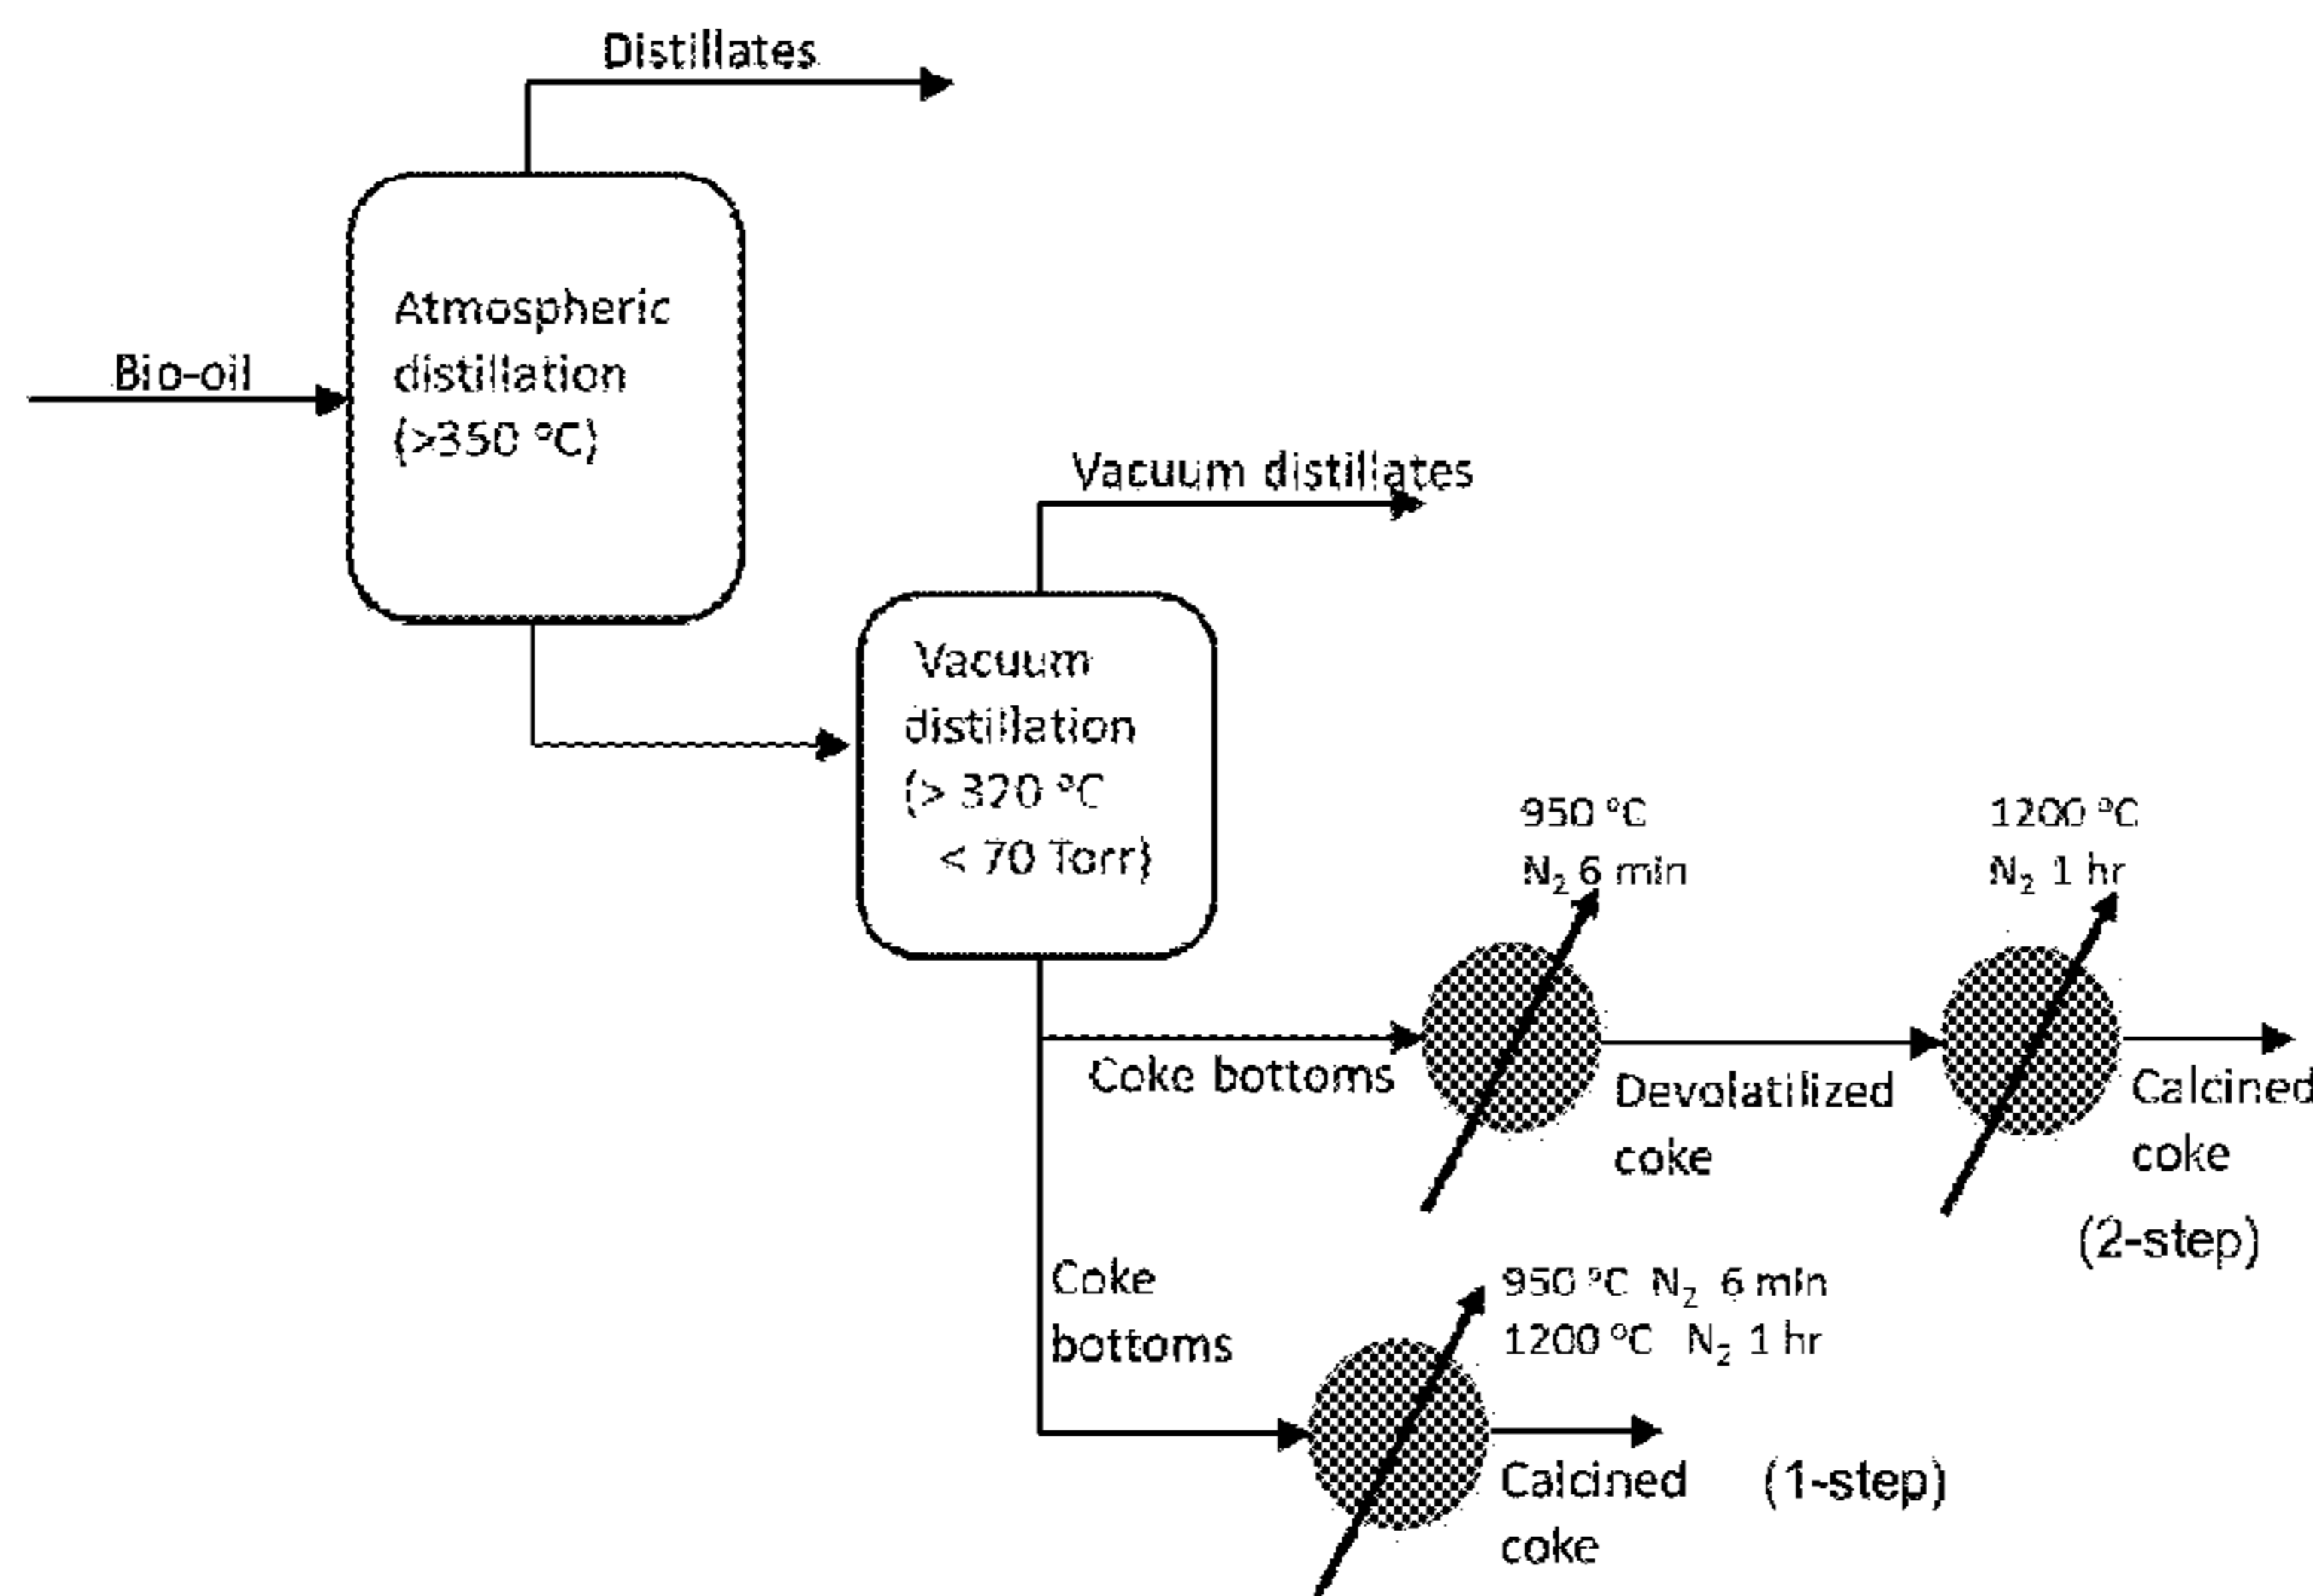 Distillates
Bio-oil
Atmospheric
distillation
(>350 °C)
Vacuum distillates
Vacuum
distillation
(> 320 °C
< 70 Torr)
950 °C
N₂ 6 min
1200 °C
N₂ 1 hr
Coke bottoms
Devolatilized
coke
Calcined
coke
(2-step)
Coke
bottoms
950 °C N₂ 6 min
1200 °C N₂ 1 hr
Calcined
coke
(1-step)